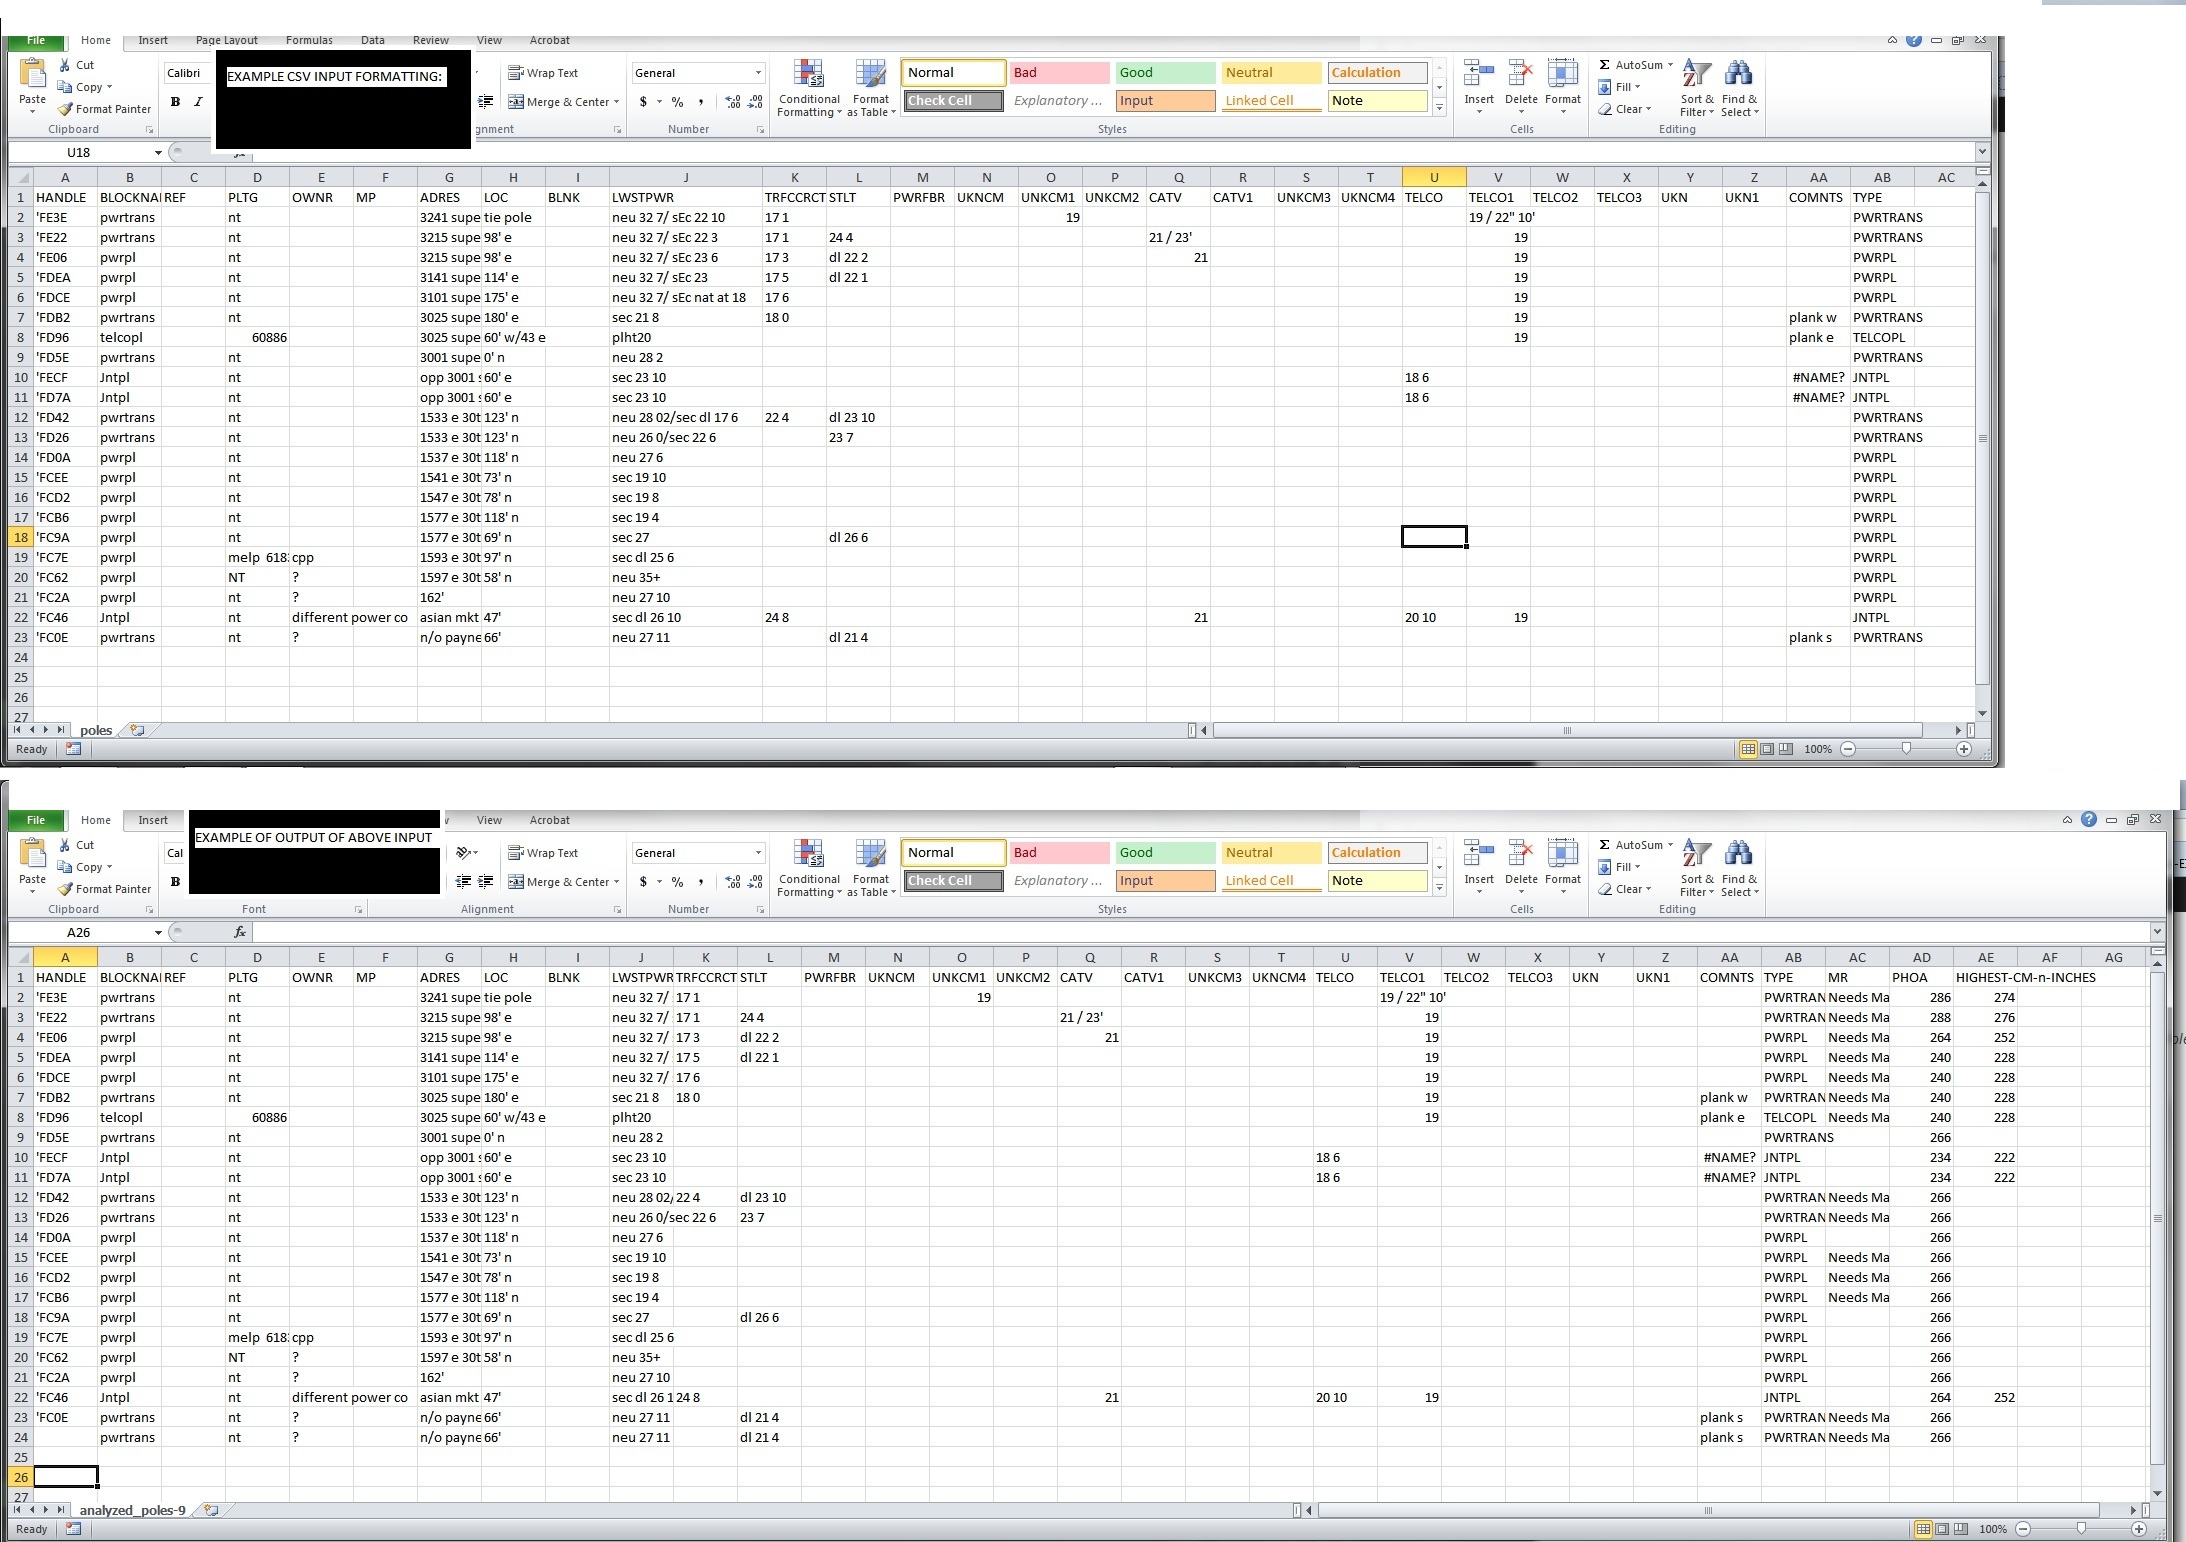 File Home Insert Page Layout Formulas Data Review View Acrobat
Cut
Copy
Format Painter
Paste
Clipboard
EXAMPLE CSV INPUT FORMATTING:
Calibri
B I
Wrap Text
Merge & Center
General
$ % ,
Number
Conditional Formatting
Format as Table
Normal Bad Good Neutral Calculation
Check Cell Explanatory ... Input Linked Cell Note
Styles
Insert Delete Format
Cells
AutoSum
Fill
Clear
Sort & Filter
Find & Select
Editing
U18
A B C D E F G H I J K L M N O P Q R S T U V W X Y Z AA AB AC
1 HANDLE BLOCKNA REF PLTG OWNR MP ADRES LOC BLNK LWSTPWR TRFCCRCT STLT PWRFBR UKNCM UNKCM1 UNKCM2 CATV CATV1 UNKCM3 UNKCM4 TELCO TELCO1 TELCO2 TELCO3 UKN UKN1 COMNTS TYPE
2 'FE3E pwrtrans nt 3241 supe tie pole neu 32 7/ sEc 22 10 17 1 19 19 / 22" 10' PWRTRANS
3 'FE22 pwrtrans nt 3215 supe 98' e neu 32 7/ sEc 22 3 17 1 24 4 21 / 23' 19 PWRTRANS
4 'FE06 pwrpl nt 3215 supe 98' e neu 32 7/ sEc 23 6 17 3 dl 22 2 21 19 PWRPL
5 'FDEA pwrpl nt 3141 supe 114' e neu 32 7/ sEc 23 17 5 dl 22 1 19 PWRPL
6 'FDCE pwrpl nt 3101 supe 175' e neu 32 7/ sEc nat at 18 17 6 19 PWRPL
7 'FDB2 pwrtrans nt 3025 supe 180' e sec 21 8 18 0 19 plank w PWRTRANS
8 'FD96 telcopl 60886 3025 supe 60' w/43 e plht20 19 plank e TELCOPL
9 'FD5E pwrtrans nt 3001 supe 0' n neu 28 2 PWRTRANS
10 'FECF Jntpl nt opp 3001 s 60' e sec 23 10 18 6 #NAME? JNTPL
11 'FD7A Jntpl nt opp 3001 s 60' e sec 23 10 18 6 #NAME? JNTPL
12 'FD42 pwrtrans nt 1533 e 30t 123' n neu 28 02/sec dl 17 6 22 4 dl 23 10 PWRTRANS
13 'FD26 pwrtrans nt 1533 e 30t 123' n neu 26 0/sec 22 6 23 7 PWRTRANS
14 'FD0A pwrpl nt 1537 e 30t 118' n neu 27 6 PWRPL
15 'FCEE pwrpl nt 1541 e 30t 73' n sec 19 10 PWRPL
16 'FCD2 pwrpl nt 1547 e 30t 78' n sec 19 8 PWRPL
17 'FCB6 pwrpl nt 1577 e 30t 118' n sec 19 4 PWRPL
18 'FC9A pwrpl nt 1577 e 30t 69' n sec 27 dl 26 6 PWRPL
19 'FC7E pwrpl melp 618 cpp 1593 e 30t 97' n sec dl 25 6 PWRPL
20 'FC62 pwrpl NT ? 1597 e 30t 58' n neu 35+ PWRPL
21 'FC2A pwrpl nt ? 162' neu 27 10 PWRPL
22 'FC46 Jntpl nt different power co asian mkt 47' sec dl 26 10 24 8 21 20 10 19 JNTPL
23 'FC0E pwrtrans nt ? n/o payne 66' neu 27 11 dl 21 4 plank s PWRTRANS
24
25
26
27
poles
Ready 100%
File Home Insert View Acrobat
EXAMPLE OF OUTPUT OF ABOVE INPUT
Cut
Copy
Format Painter
Paste
Clipboard
Cal
B
Font
Wrap Text
Merge & Center
Alignment
General
$ % ,
Number
Conditional Formatting
Format as Table
Normal Bad Good Neutral Calculation
Check Cell Explanatory ... Input Linked Cell Note
Styles
Insert Delete Format
Cells
AutoSum
Fill
Clear
Sort & Filter
Find & Select
Editing
A26 fx
A B C D E F G H I J K L M N O P Q R S T U V W X Y Z AA AB AC AD AE AF AG
1 HANDLE BLOCKNA REF PLTG OWNR MP ADRES LOC BLNK LWSTPWR TRFCCRCT STLT PWRFBR UKNCM UNKCM1 UNKCM2 CATV CATV1 UNKCM3 UNKCM4 TELCO TELCO1 TELCO2 TELCO3 UKN UKN1 COMNTS TYPE MR PHOA HIGHEST-CM-n-INCHES
2 'FE3E pwrtrans nt 3241 supe tie pole neu 32 7/ 17 1 19 19 / 22" 10' PWRTRAN Needs Ma 286 274
3 'FE22 pwrtrans nt 3215 supe 98' e neu 32 7/ 17 1 24 4 21 / 23' 19 PWRTRAN Needs Ma 288 276
4 'FE06 pwrpl nt 3215 supe 98' e neu 32 7/ 17 3 dl 22 2 21 19 PWRPL Needs Ma 264 252
5 'FDEA pwrpl nt 3141 supe 114' e neu 32 7/ 17 5 dl 22 1 19 PWRPL Needs Ma 240 228
6 'FDCE pwrpl nt 3101 supe 175' e neu 32 7/ 17 6 19 PWRPL Needs Ma 240 228
7 'FDB2 pwrtrans nt 3025 supe 180' e sec 21 8 18 0 19 plank w PWRTRAN Needs Ma 240 228
8 'FD96 telcopl 60886 3025 supe 60' w/43 e plht20 19 plank e TELCOPL Needs Ma 240 228
9 'FD5E pwrtrans nt 3001 supe 0' n neu 28 2 PWRTRANS 266
10 'FECF Jntpl nt opp 3001 s 60' e sec 23 10 18 6 #NAME? JNTPL 234 222
11 'FD7A Jntpl nt opp 3001 s 60' e sec 23 10 18 6 #NAME? JNTPL 234 222
12 'FD42 pwrtrans nt 1533 e 30t 123' n neu 28 02/ 22 4 dl 23 10 PWRTRAN Needs Ma 266
13 'FD26 pwrtrans nt 1533 e 30t 123' n neu 26 0/sec 22 6 23 7 PWRTRAN Needs Ma 266
14 'FD0A pwrpl nt 1537 e 30t 118' n neu 27 6 PWRPL 266
15 'FCEE pwrpl nt 1541 e 30t 73' n sec 19 10 PWRPL Needs Ma 266
16 'FCD2 pwrpl nt 1547 e 30t 78' n sec 19 8 PWRPL Needs Ma 266
17 'FCB6 pwrpl nt 1577 e 30t 118' n sec 19 4 PWRPL Needs Ma 266
18 'FC9A pwrpl nt 1577 e 30t 69' n sec 27 dl 26 6 PWRPL 266
19 'FC7E pwrpl melp 618 cpp 1593 e 30t 97' n sec dl 25 6 PWRPL 266
20 'FC62 pwrpl NT ? 1597 e 30t 58' n neu 35+ PWRPL 266
21 'FC2A pwrpl nt ? 162' neu 27 10 PWRPL 266
22 'FC46 Jntpl nt different power co asian mkt 47' sec dl 26 1 24 8 21 20 10 19 JNTPL 264 252
23 'FC0E pwrtrans nt ? n/o payne 66' neu 27 11 dl 21 4 plank s PWRTRAN Needs Ma 266
24 pwrtrans nt ? n/o payne 66' neu 27 11 dl 21 4 plank s PWRTRAN Needs Ma 266
25
26
27
analyzed_poles-9
Ready 100%